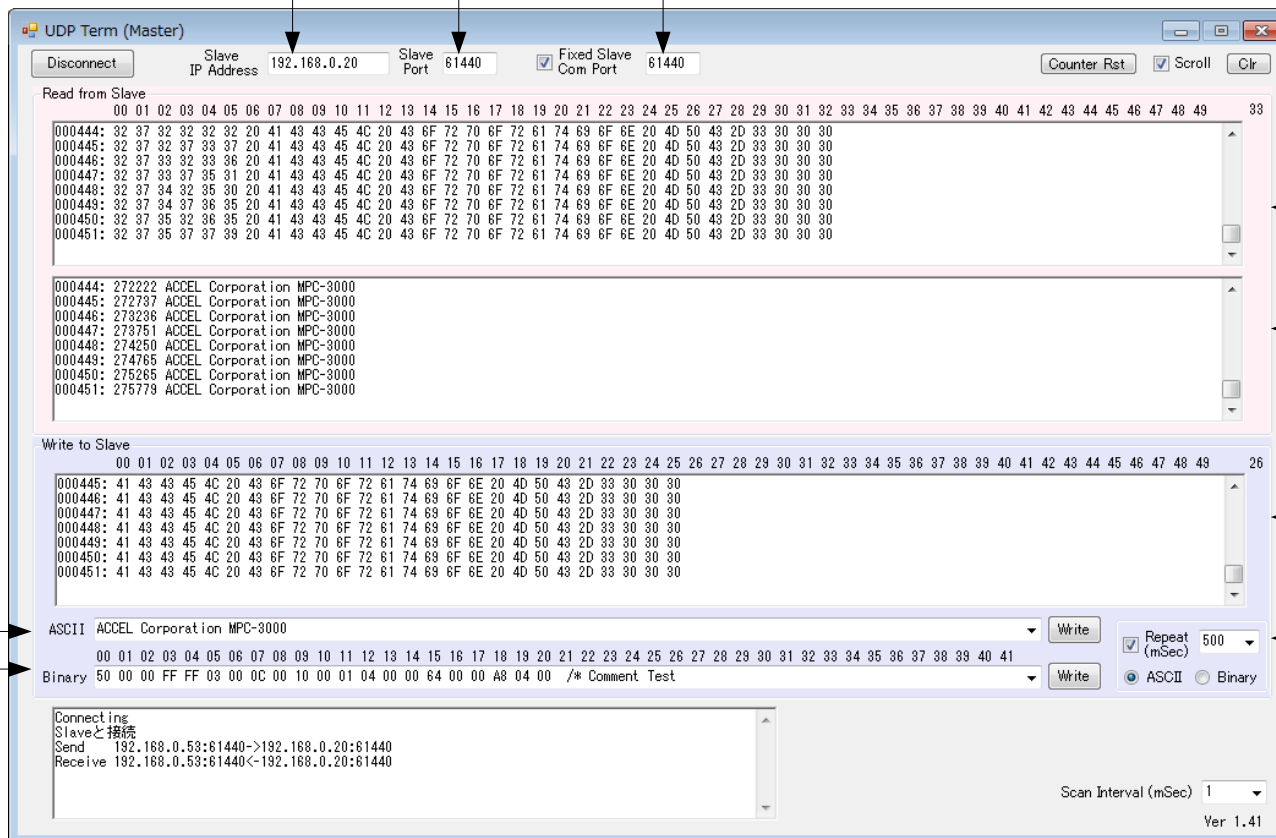 UDP Term (Master)
Disconnect Slave IP Address 192.168.0.20 Slave Port 61440 Fixed Slave Com Port 61440 Counter Rst Scroll Clr
Read from Slave
00 01 02 03 04 05 06 07 08 09 10 11 12 13 14 15 16 17 18 19 20 21 22 23 24 25 26 27 28 29 30 31 32 33 34 35 36 37 38 39 40 41 42 43 44 45 46 47 48 49 33
000444: 32 37 32 32 32 32 20 41 43 43 45 4C 20 43 6F 72 70 6F 72 61 74 69 6F 6E 20 4D 50 43 2D 33 30 30 30
000445: 32 37 32 37 33 37 20 41 43 43 45 4C 20 43 6F 72 70 6F 72 61 74 69 6F 6E 20 4D 50 43 2D 33 30 30 30
000446: 32 37 33 32 33 36 20 41 43 43 45 4C 20 43 6F 72 70 6F 72 61 74 69 6F 6E 20 4D 50 43 2D 33 30 30 30
000447: 32 37 33 37 35 31 20 41 43 43 45 4C 20 43 6F 72 70 6F 72 61 74 69 6F 6E 20 4D 50 43 2D 33 30 30 30
000448: 32 37 34 32 35 30 20 41 43 43 45 4C 20 43 6F 72 70 6F 72 61 74 69 6F 6E 20 4D 50 43 2D 33 30 30 30
000449: 32 37 34 37 36 35 20 41 43 43 45 4C 20 43 6F 72 70 6F 72 61 74 69 6F 6E 20 4D 50 43 2D 33 30 30 30
000450: 32 37 35 32 36 35 20 41 43 43 45 4C 20 43 6F 72 70 6F 72 61 74 69 6F 6E 20 4D 50 43 2D 33 30 30 30
000451: 32 37 35 37 37 39 20 41 43 43 45 4C 20 43 6F 72 70 6F 72 61 74 69 6F 6E 20 4D 50 43 2D 33 30 30 30
000444: 272222 ACCEL Corporation MPC-3000
000445: 272737 ACCEL Corporation MPC-3000
000446: 273236 ACCEL Corporation MPC-3000
000447: 273751 ACCEL Corporation MPC-3000
000448: 274250 ACCEL Corporation MPC-3000
000449: 274765 ACCEL Corporation MPC-3000
000450: 275265 ACCEL Corporation MPC-3000
000451: 275779 ACCEL Corporation MPC-3000
Write to Slave
00 01 02 03 04 05 06 07 08 09 10 11 12 13 14 15 16 17 18 19 20 21 22 23 24 25 26 27 28 29 30 31 32 33 34 35 36 37 38 39 40 41 42 43 44 45 46 47 48 49 26
000445: 41 43 43 45 4C 20 43 6F 72 70 6F 72 61 74 69 6F 6E 20 4D 50 43 2D 33 30 30 30
000446: 41 43 43 45 4C 20 43 6F 72 70 6F 72 61 74 69 6F 6E 20 4D 50 43 2D 33 30 30 30
000447: 41 43 43 45 4C 20 43 6F 72 70 6F 72 61 74 69 6F 6E 20 4D 50 43 2D 33 30 30 30
000448: 41 43 43 45 4C 20 43 6F 72 70 6F 72 61 74 69 6F 6E 20 4D 50 43 2D 33 30 30 30
000449: 41 43 43 45 4C 20 43 6F 72 70 6F 72 61 74 69 6F 6E 20 4D 50 43 2D 33 30 30 30
000450: 41 43 43 45 4C 20 43 6F 72 70 6F 72 61 74 69 6F 6E 20 4D 50 43 2D 33 30 30 30
000451: 41 43 43 45 4C 20 43 6F 72 70 6F 72 61 74 69 6F 6E 20 4D 50 43 2D 33 30 30 30
ASCII ACCEL Corporation MPC-3000 Write Repeat (mSec) 500
00 01 02 03 04 05 06 07 08 09 10 11 12 13 14 15 16 17 18 19 20 21 22 23 24 25 26 27 28 29 30 31 32 33 34 35 36 37 38 39 40 41
Binary 50 00 00 FF FF 03 00 0C 00 10 00 01 04 00 00 64 00 00 A8 04 00 /* Comment Test Write ASCII Binary
Connecting
Slaveと接続
Send 192.168.0.53:61440->192.168.0.20:61440
Receive 192.168.0.53:61440<-192.168.0.20:61440
Scan Interval (mSec) 1
Ver 1.41